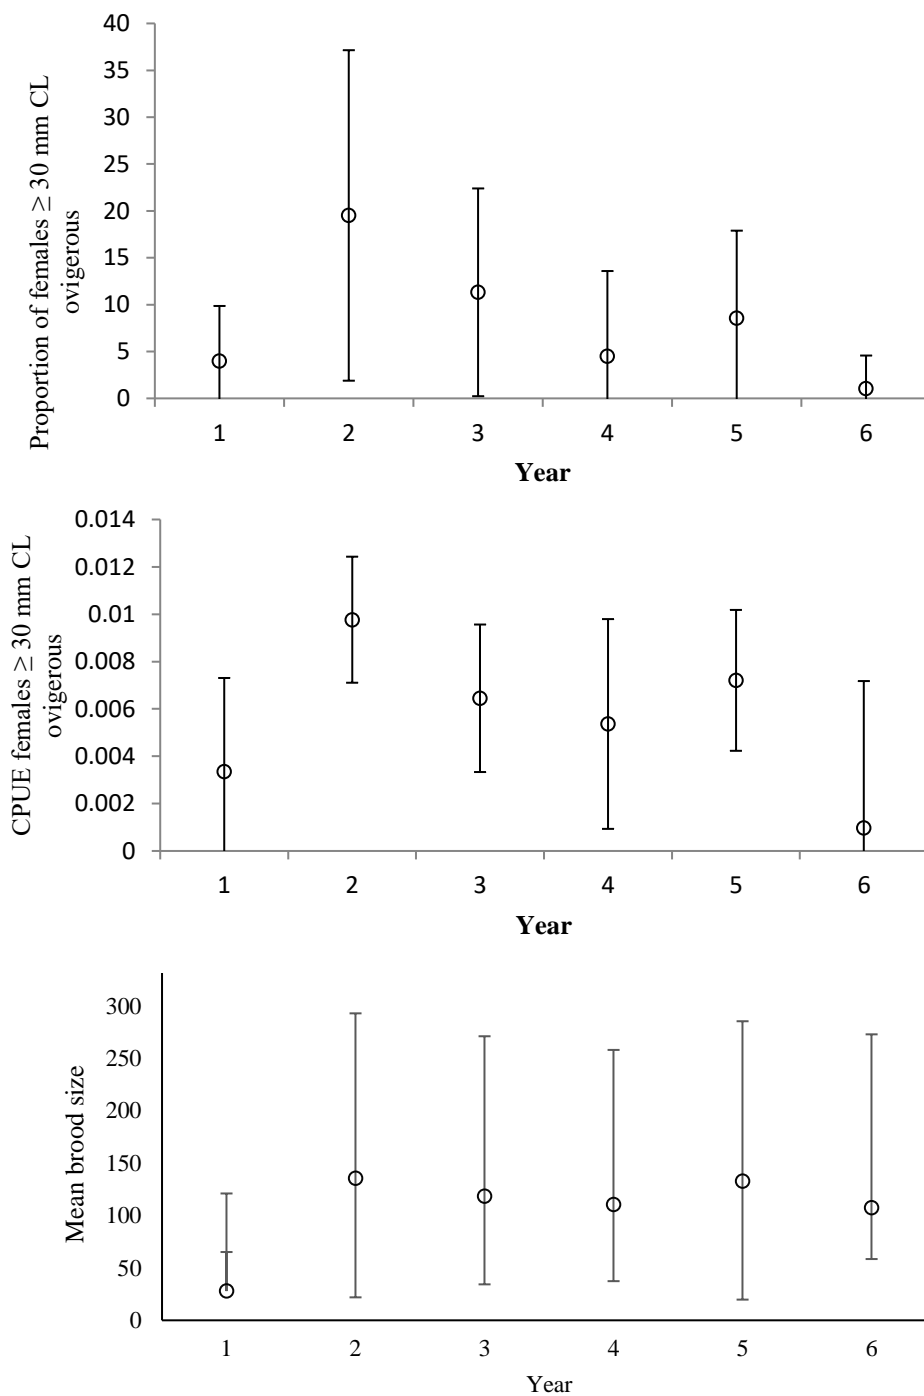 Proportion of females ≥ 30 mm CL
ovigerous
40
35
30
25
20
15
10
5
0
1 2 3 4 5 6
Year
CPUE females ≥ 30 mm CL
ovigerous
0.014
0.012
0.01
0.008
0.006
0.004
0.002
0
1 2 3 4 5 6
Year
Mean brood size
300
250
200
150
100
50
0
1 2 3 4 5 6
Year